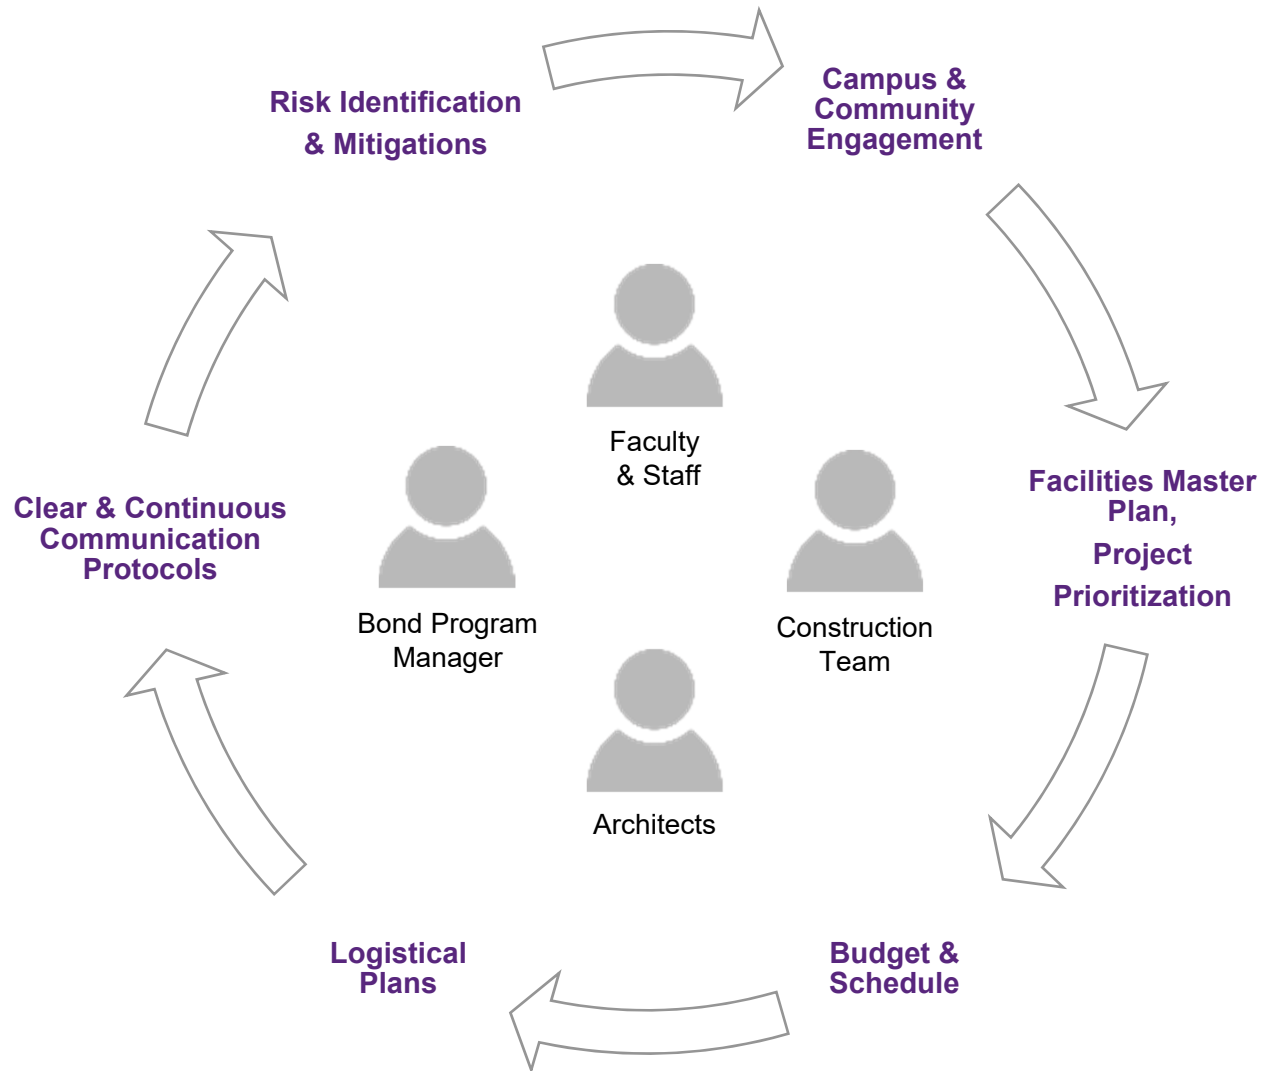 Risk Identification
& Mitigations
Campus &
Community
Engagement
Faculty
& Staff
Clear & Continuous
Communication
Protocols
Facilities Master
Plan,
Project
Prioritization
Bond Program
Manager
Construction
Team
Architects
Logistical
Plans
Budget &
Schedule